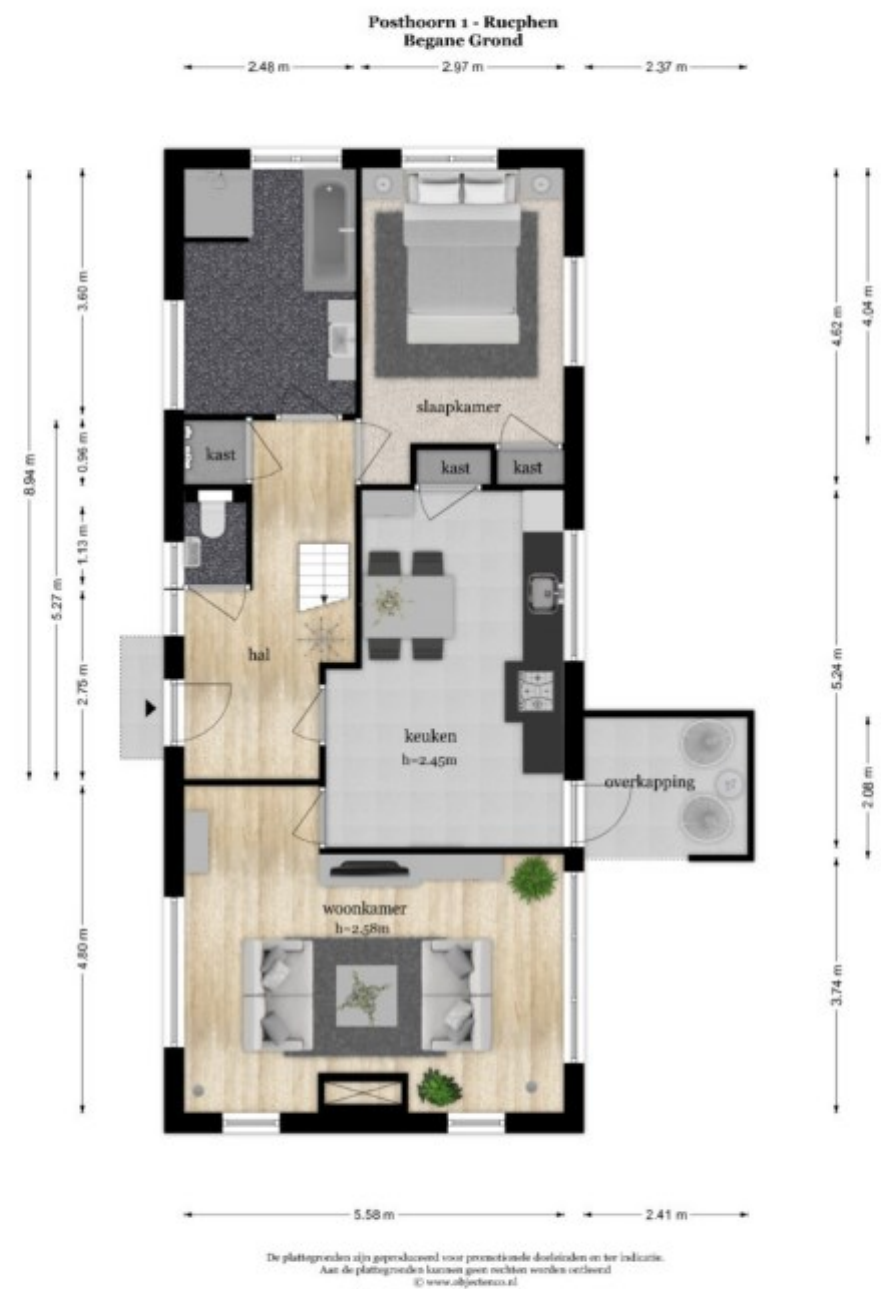 Posthoorn 1 - Rucphen
Begane Grond
2.48 m
2.97 m
2.37 m
3.60 m
4.04 m
4.62 m
slaapkamer
kast
kast
kast
0.96 m
8.94 m
1.13 m
5.27 m
hal
2.75 m
5.24 m
keuken
h=2.45m
overkapping
2.08 m
woonkamer
h=2.58m
4.80 m
3.74 m
5.58 m
2.41 m
De plattegronden zijn geproduceerd voor promotionele doeleinden en ter indicatie.
Aan de plattegronden kunnen geen rechten worden ontleend
© www.objectenco.nl